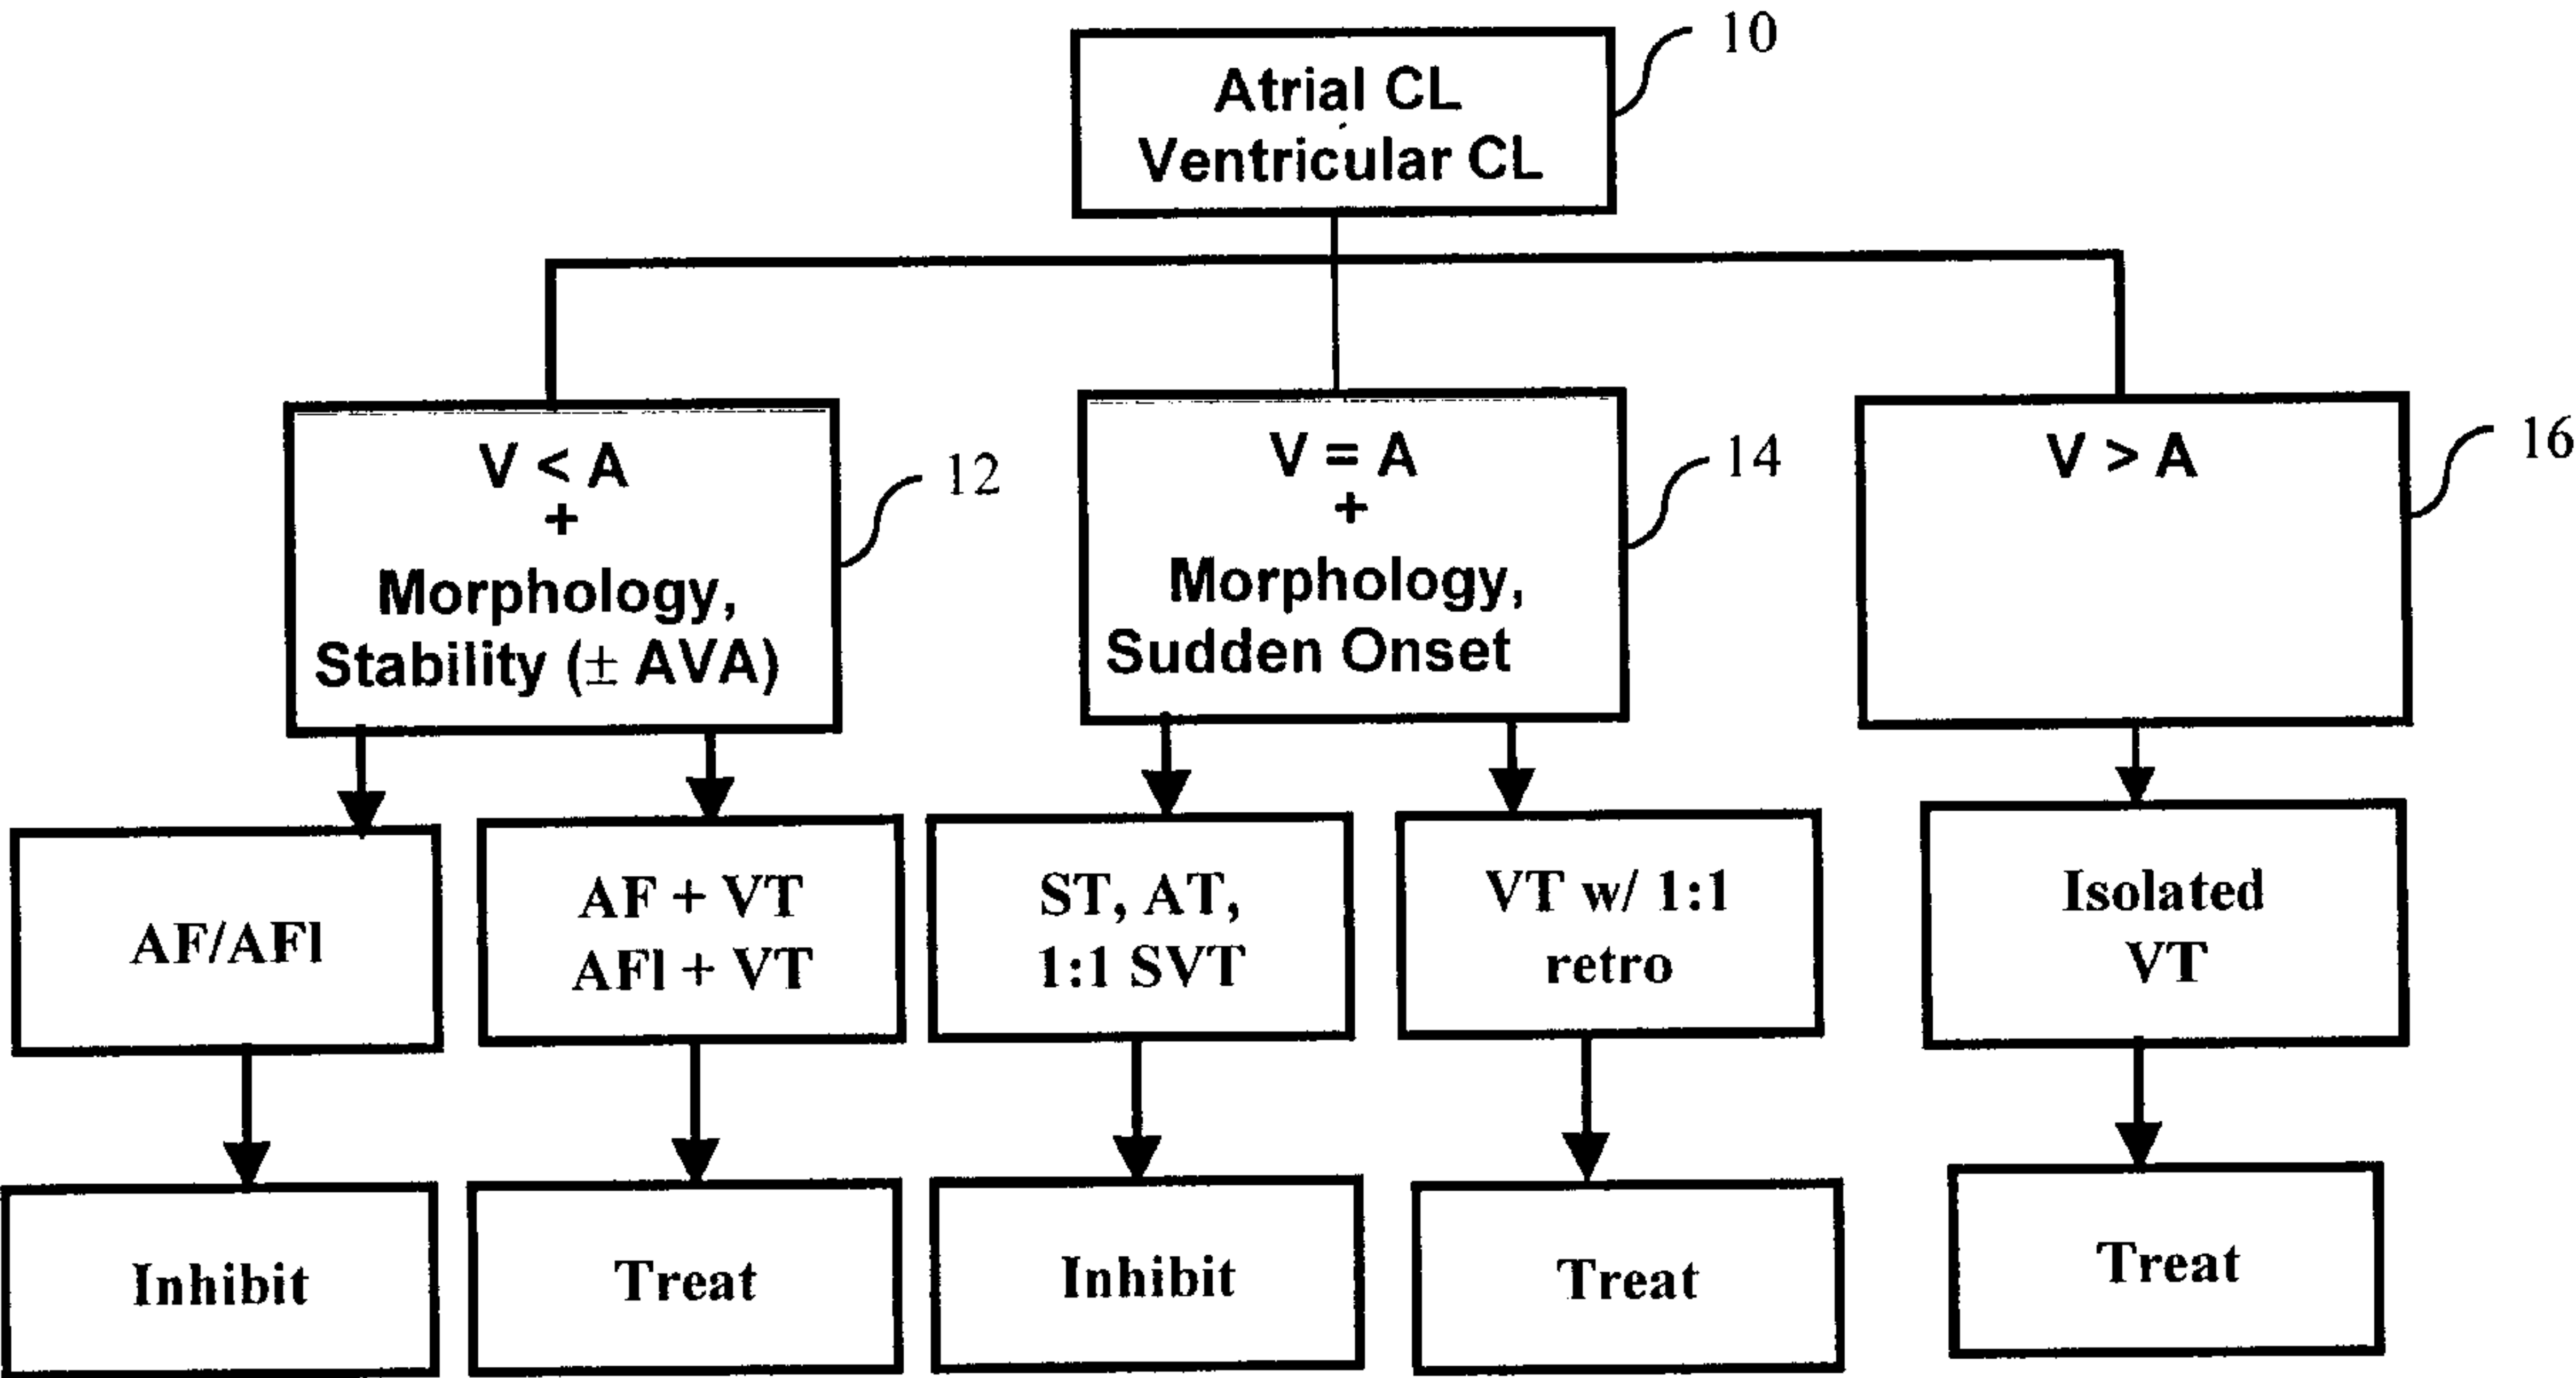 10
Atrial CL
Ventricular CL
V < A
+
Morphology,
Stability (± AVA)
12
V = A
+
Morphology,
Sudden Onset
14
V > A
16
AF/AFl
AF + VT
AFl + VT
ST, AT,
1:1 SVT
VT w/ 1:1
retro
Isolated
VT
Inhibit
Treat
Inhibit
Treat
Treat